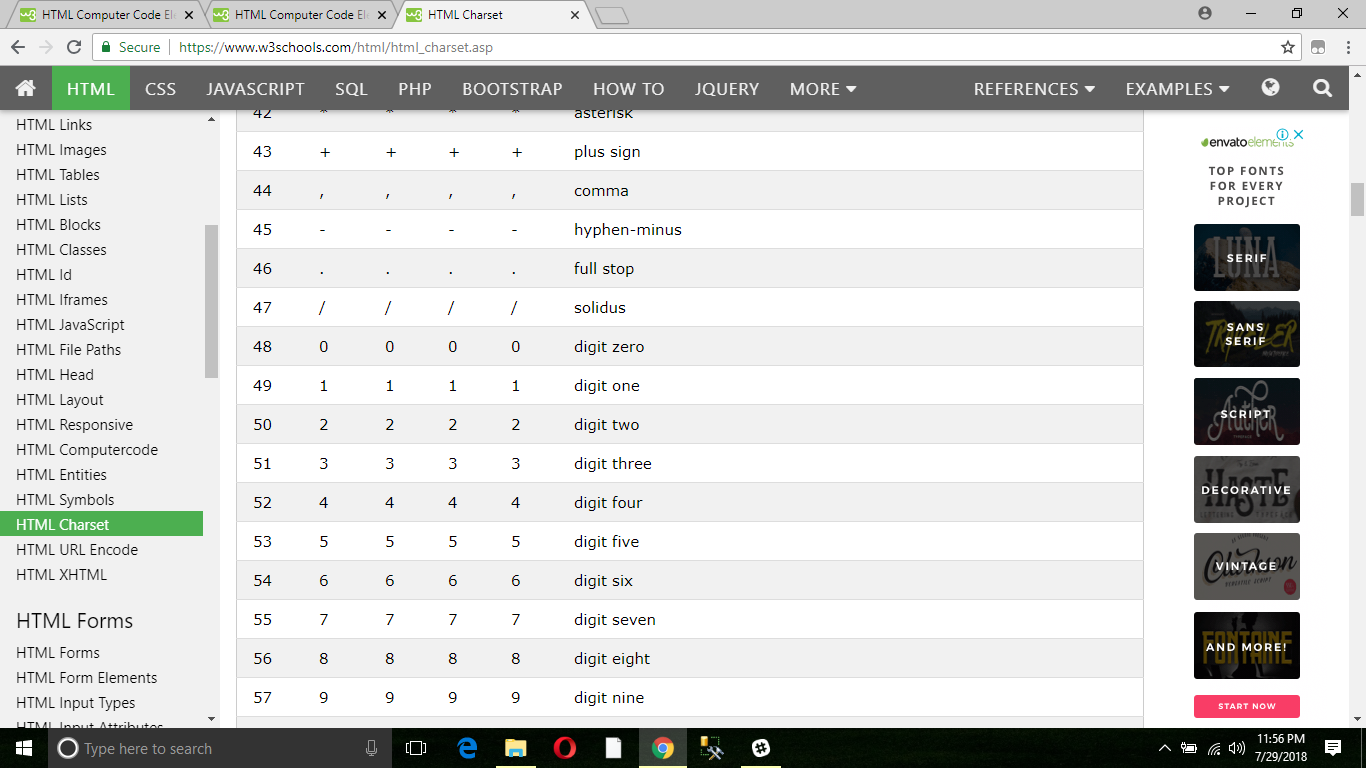 HTML Computer Code El
HTML Computer Code El
HTML Charset
Secure
https://www.w3schools.com/html/html_charset.asp
HTML CSS JAVASCRIPT SQL PHP BOOTSTRAP HOW TO JQUERY MORE REFERENCES EXAMPLES
HTML Links
HTML Images
HTML Tables
HTML Lists
HTML Blocks
HTML Classes
HTML Id
HTML Iframes
HTML JavaScript
HTML File Paths
HTML Head
HTML Layout
HTML Responsive
HTML Computercode
HTML Entities
HTML Symbols
HTML Charset
HTML URL Encode
HTML XHTML
HTML Forms
HTML Forms
HTML Form Elements
HTML Input Types
HTML Input Attributes
42 * * * * asterisk
43 + + + + plus sign
44 , , , , comma
45 - - - - hyphen-minus
46 . . . . full stop
47 / / / / solidus
48 0 0 0 0 digit zero
49 1 1 1 1 digit one
50 2 2 2 2 digit two
51 3 3 3 3 digit three
52 4 4 4 4 digit four
53 5 5 5 5 digit five
54 6 6 6 6 digit six
55 7 7 7 7 digit seven
56 8 8 8 8 digit eight
57 9 9 9 9 digit nine
envatoelements
TOP FONTS
FOR EVERY
PROJECT
LUNA
SERIF
SANS
SERIF
SCRIPT
HASTE
DECORATIVE
Clarkson
VINTAGE
FONTAINE
AND MORE!
START NOW
Type here to search
11:56 PM
7/29/2018